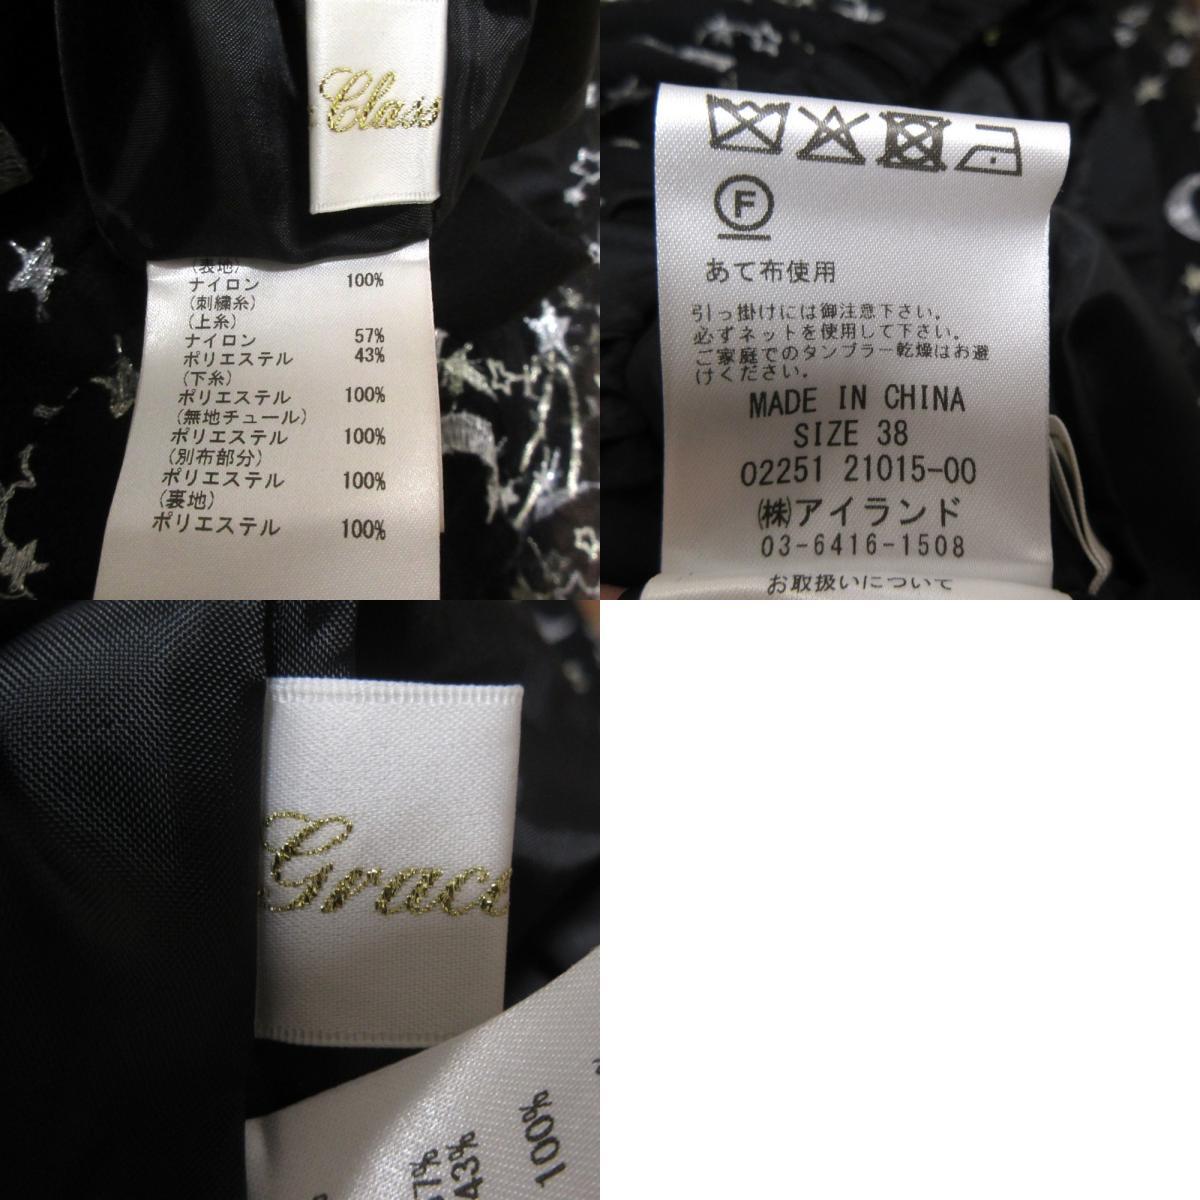 Class
(表地)
ナイロン 100%
(刺繍糸)
(上糸)
ナイロン 57%
ポリエステル 43%
(下糸)
ポリエステル 100%
(無地チュール)
ポリエステル 100%
(別布部分)
ポリエステル 100%
(裏地)
ポリエステル 100%
F
あて布使用
引っ掛けには御注意下さい。
必ずネットを使用して下さい。
ご家庭でのタンブラー乾燥はお避
けください。
MADE IN CHINA
SIZE 38
02251 21015-00
㈱アイランド
03-6416-1508
お取扱いについて
Grace
100%
43%
57%